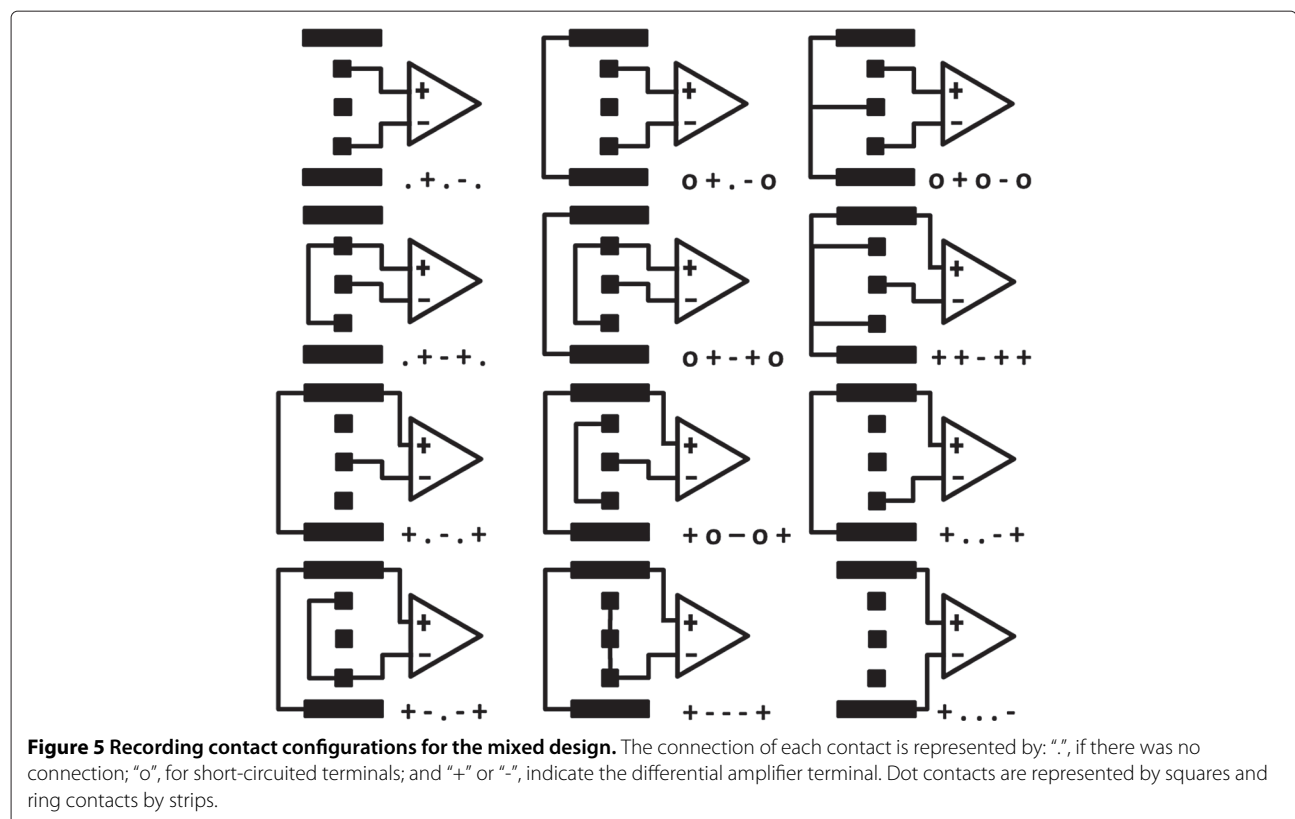 + + +
- - -
. + . - . o + . - o o + o - o
+ + +
- - -
. + - + . o + - + o + + - + +
+ + +
- - -
+ . - . + + o – o + + . . - +
+ + +
- - -
+ - . - + + - - - + + . . . -
Figure 5 Recording contact configurations for the mixed design. The connection of each contact is represented by: “.”, if there was no
connection; “o”, for short-circuited terminals; and “+” or “-”, indicate the differential amplifier terminal. Dot contacts are represented by squares and
ring contacts by strips.